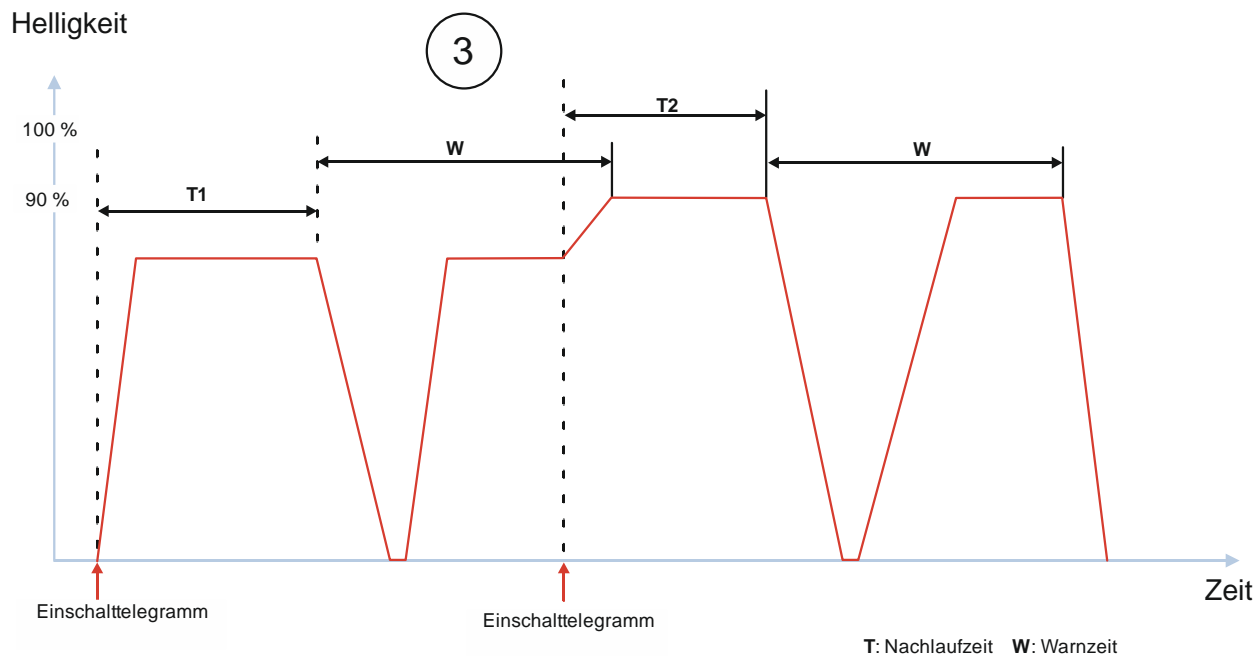 Helligkeit
3
T2
100 %
W
W
T1
90 %
Zeit
Einschalttelegramm
Einschalttelegramm
T: Nachlaufzeit W: Warnzeit